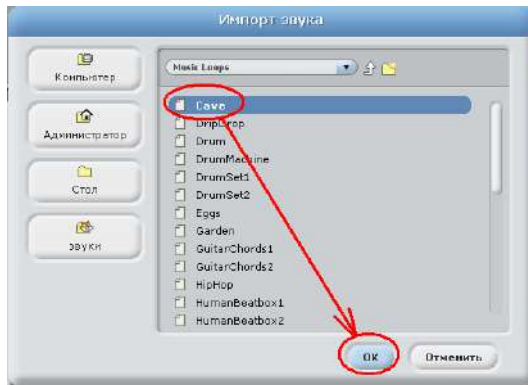 Импорт звука
Компьютер
Администратор
Стол
звуки
Music Loops
Cave
DripDrop
Drum
DrumMachine
DrumSet1
DrumSet2
Eggs
Garden
GuitarChords1
GuitarChords2
HipHop
HumanBeatbox1
HumanBeatbox2
ОК
Отменить